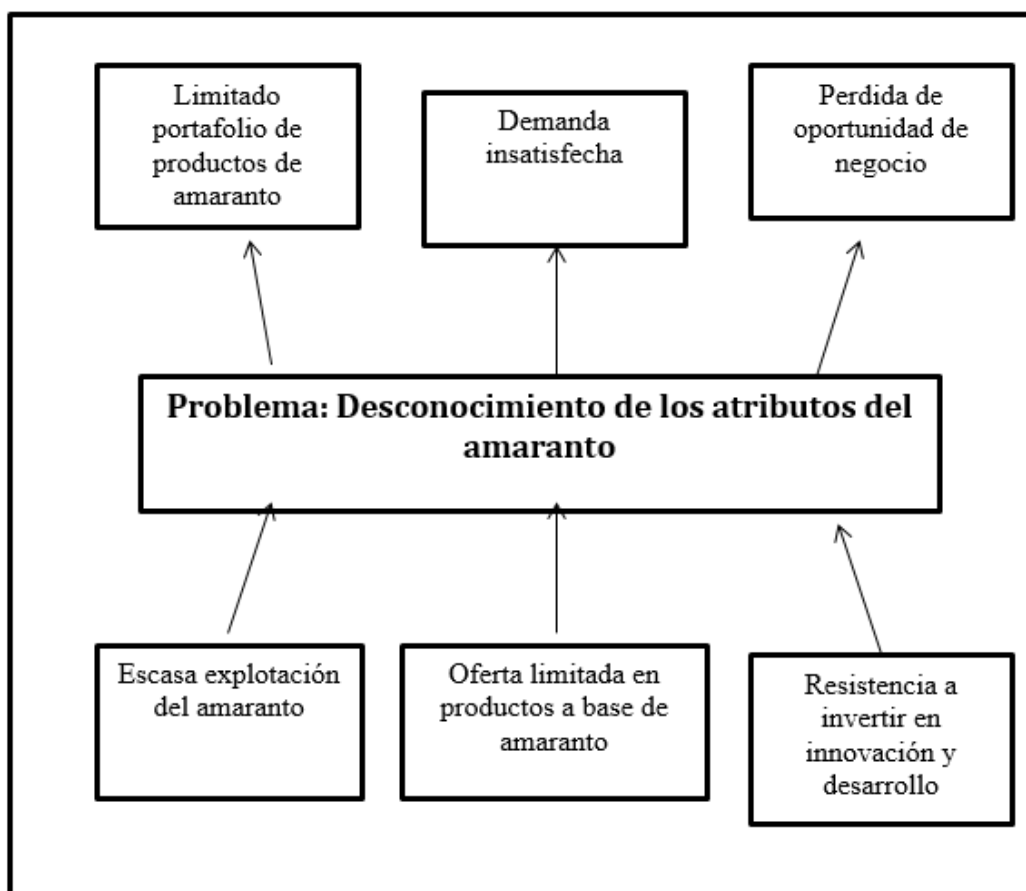 Limitado
portafolio de
productos de
amaranto
Demanda
insatisfecha
Perdida de
oportunidad de
negocio
Problema: Desconocimiento de los atributos del
amaranto
Escasa explotación
del amaranto
Oferta limitada en
productos a base de
amaranto
Resistencia a
invertir en
innovación y
desarrollo